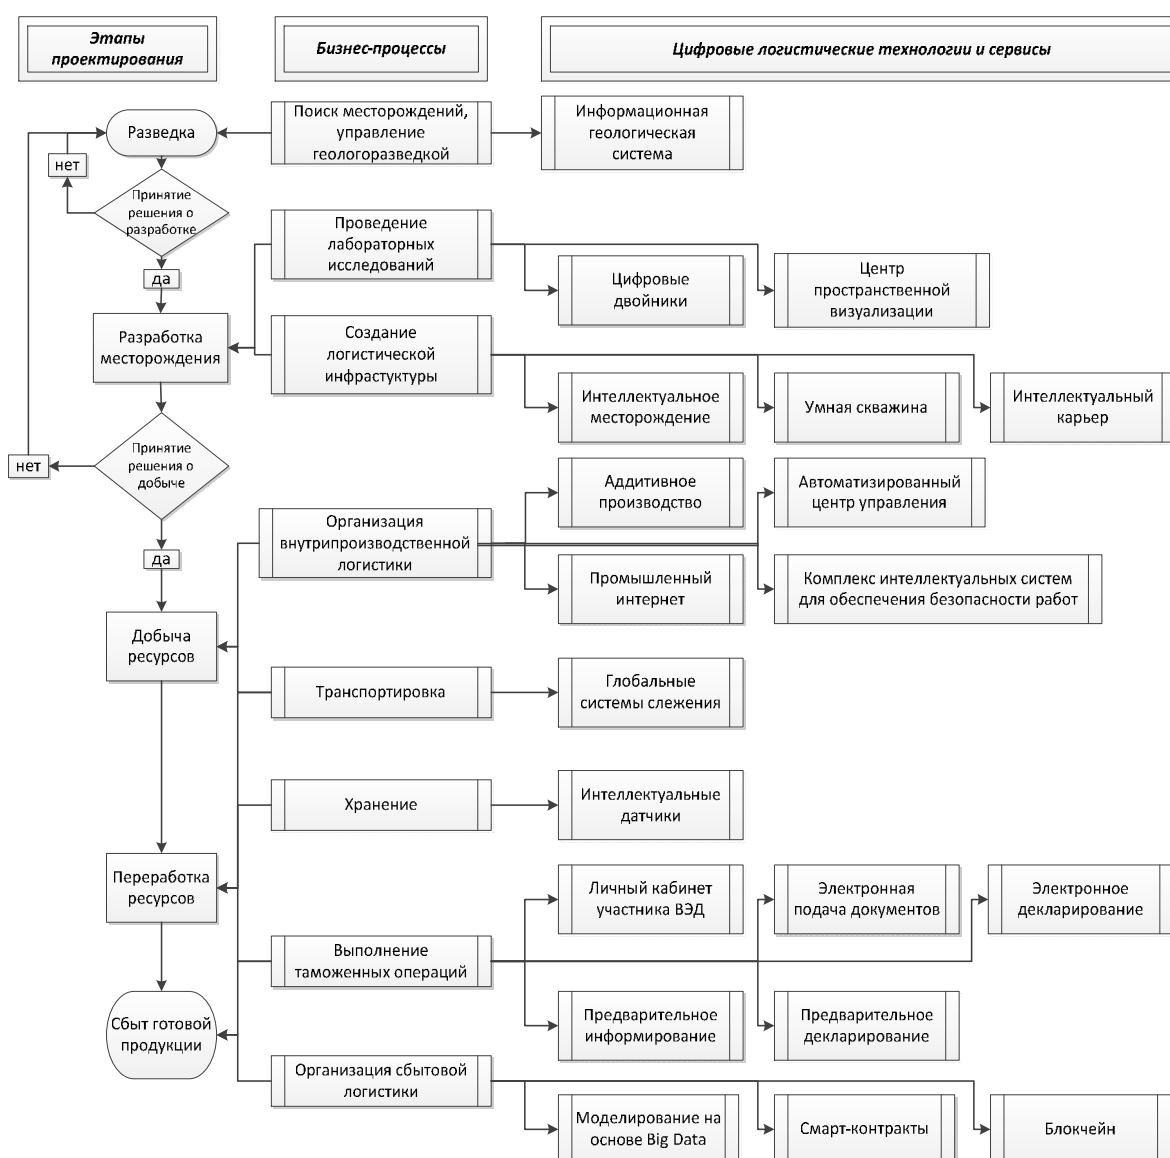 Этапы
проектирования
Бизнес-процессы
Цифровые логистические технологии и сервисы
Разведка
Поиск месторождений,
управление
геологоразведкой
Информационная
геологическая
система
нет
Принятие
решения о
разработке
да
Проведение
лабораторных
исследований
Цифровые
двойники
Центр
пространственной
визуализации
Разработка
месторождения
Создание
логистической
инфрастуктуры
Интеллектуальное
месторождение
Умная скважина
Интеллектуальный
карьер
Принятие
решения о
добыче
нет
да
Организация
внутрипроизводственной
логистики
Аддитивное
производство
Автоматизированный
центр управления
Промышленный
интернет
Комплекс интеллектуальных систем
для обеспечения безопасности работ
Добыча
ресурсов
Транспортировка
Глобальные
системы слежения
Хранение
Интеллектуальные
датчики
Переработка
ресурсов
Личный кабинет
участника ВЭД
Электронная
подача документов
Электронное
декларирование
Выполнение
таможенных операций
Предварительное
информирование
Предварительное
декларирование
Сбыт готовой
продукции
Организация сбытовой
логистики
Моделирование на
основе Big Data
Смарт-контракты
Блокчейн